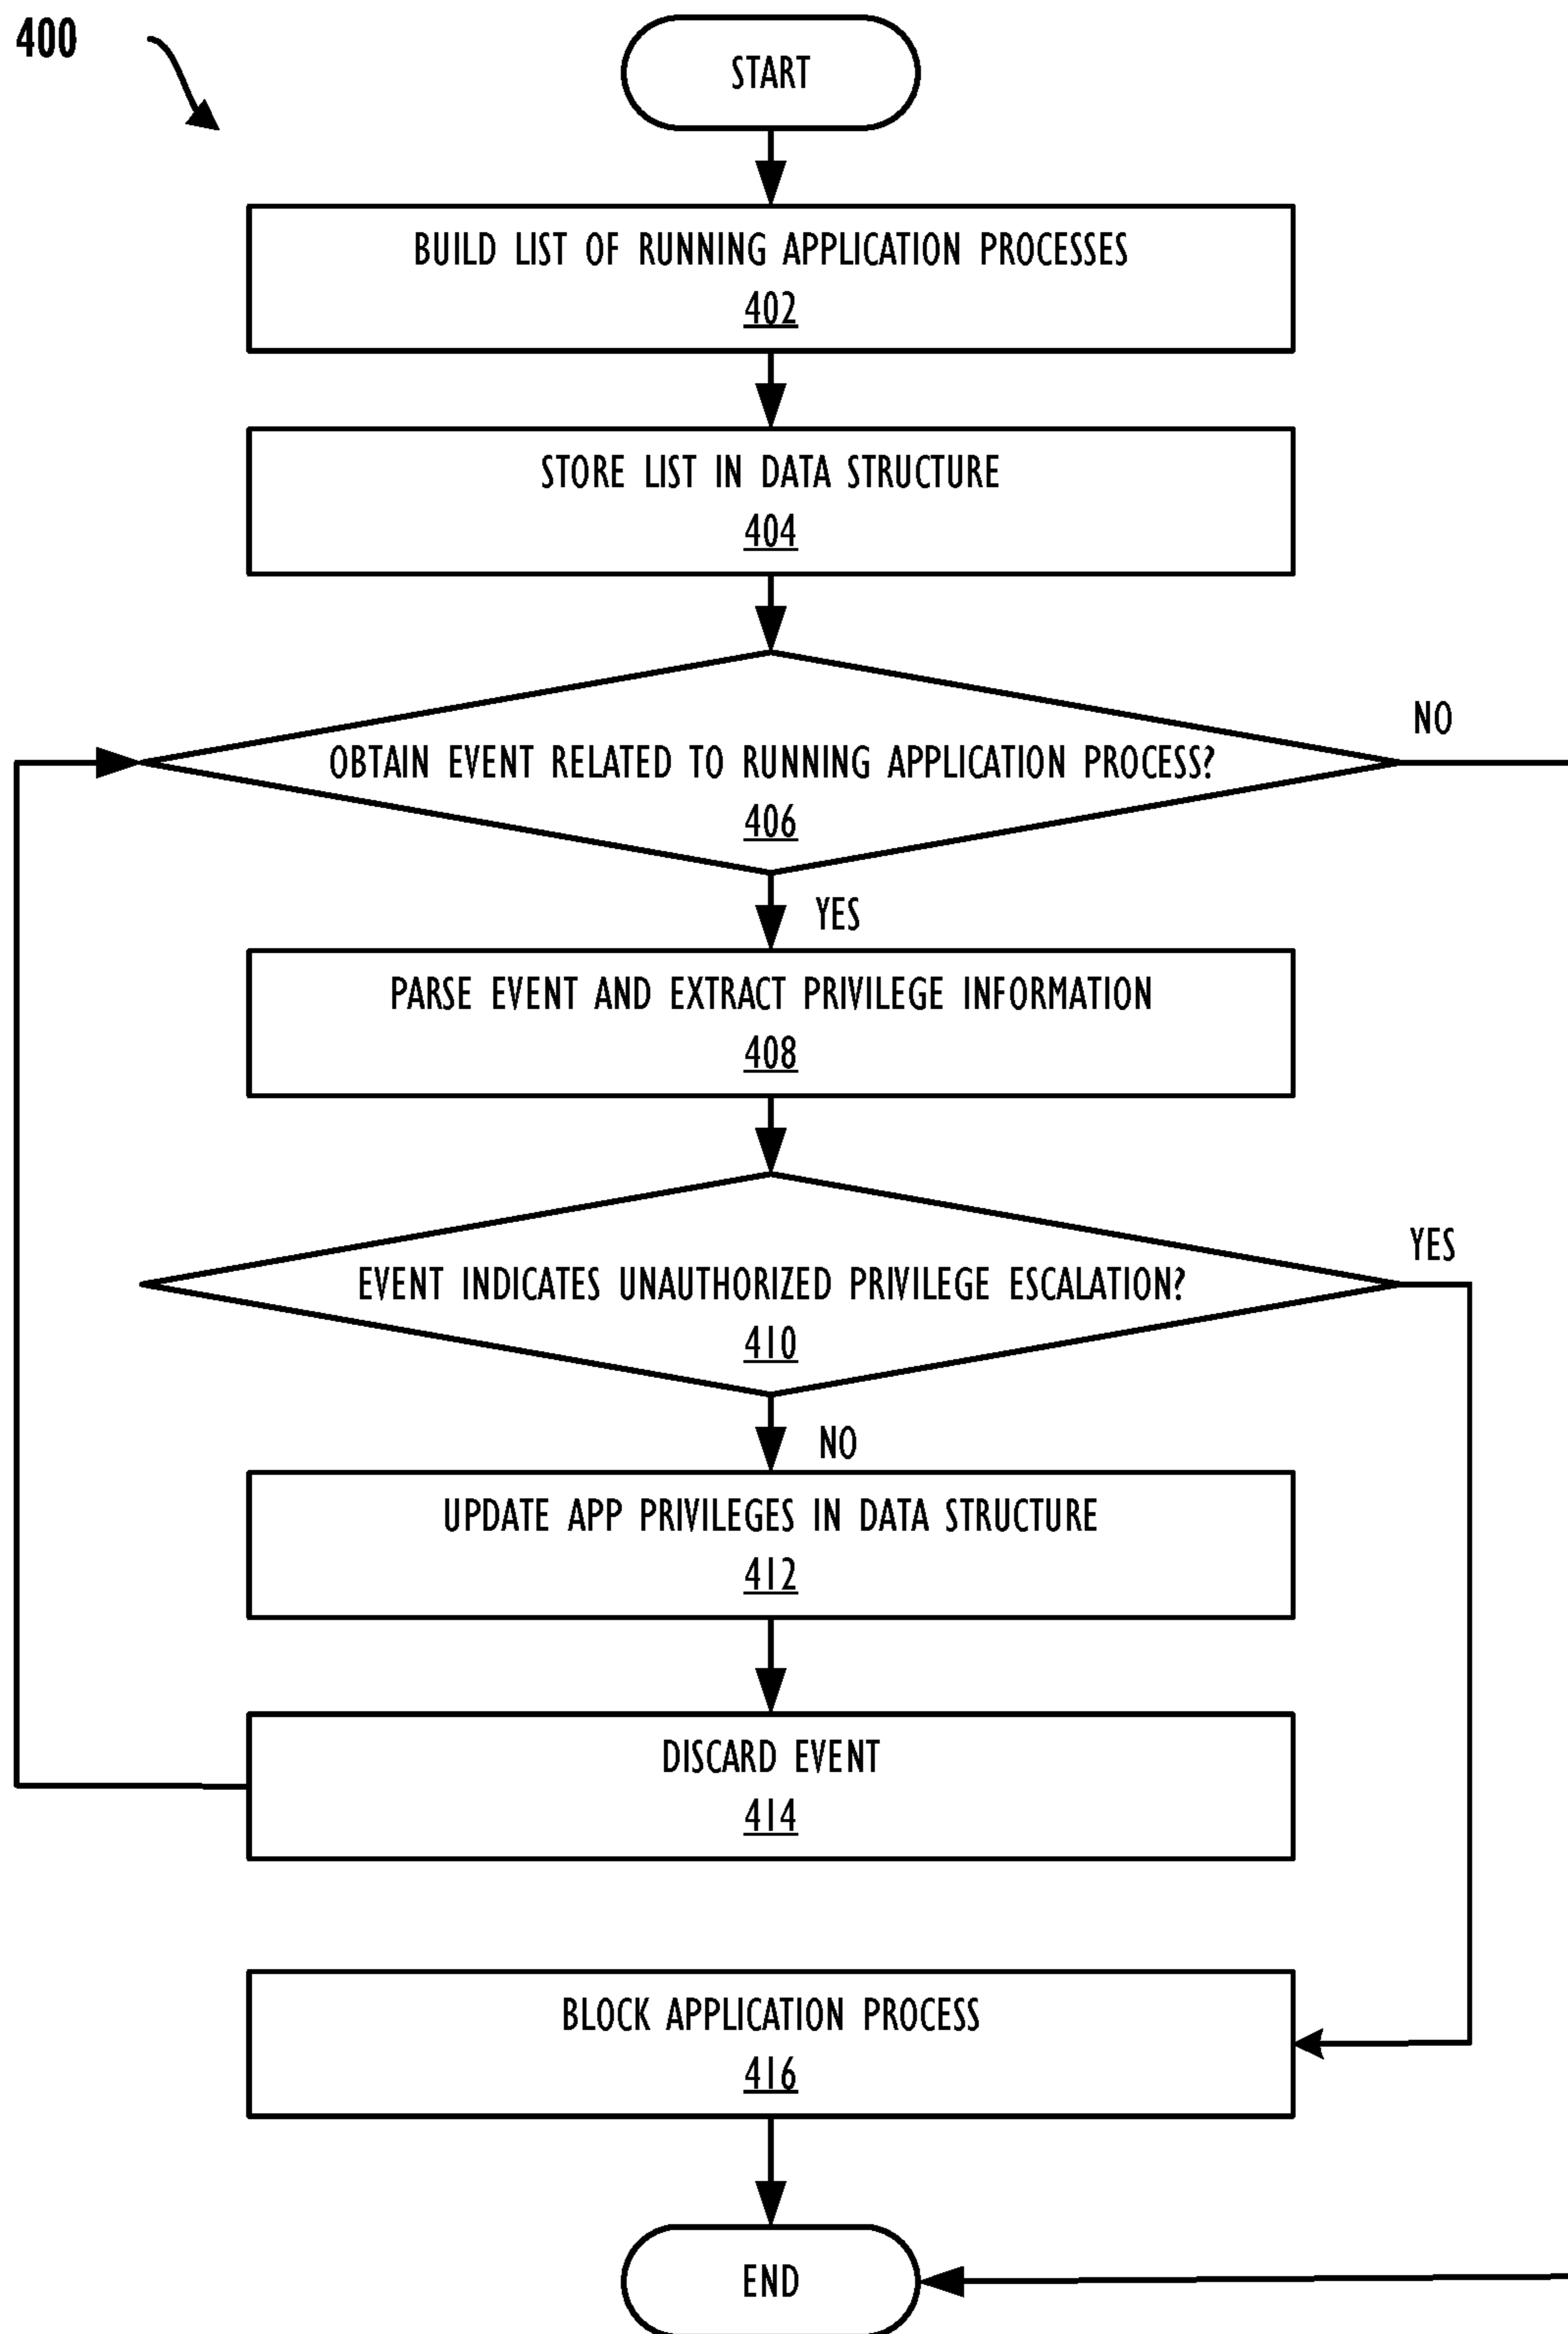 400
START
BUILD LIST OF RUNNING APPLICATION PROCESSES
402
STORE LIST IN DATA STRUCTURE
404
NO
OBTAIN EVENT RELATED TO RUNNING APPLICATION PROCESS?
406
YES
PARSE EVENT AND EXTRACT PRIVILEGE INFORMATION
408
YES
EVENT INDICATES UNAUTHORIZED PRIVILEGE ESCALATION?
410
NO
UPDATE APP PRIVILEGES IN DATA STRUCTURE
412
DISCARD EVENT
414
BLOCK APPLICATION PROCESS
416
END